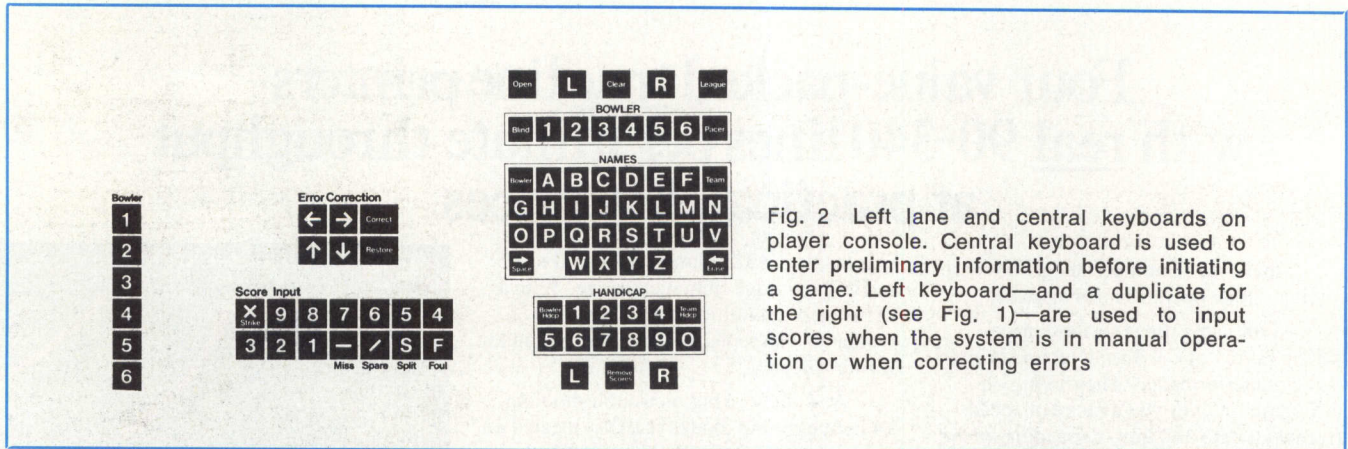 Bowler
1
2
3
4
5
6
Error Correction
← → Correct
↑ ↓ Restore
Score Input
X Strike 9 8 7 6 5 4
3 2 1 — / S F
Miss Spare Split Foul
Open L Clear R League
BOWLER
Blind 1 2 3 4 5 6 Pacer
NAMES
Bowler A B C D E F Team
G H I J K L M N
O P Q R S T U V
→ Space W X Y Z ← Erase
HANDICAP
Bowler Hdcp 1 2 3 4 Team Hdcp
5 6 7 8 9 0
L Remove Scores R
Fig. 2 Left lane and central keyboards on
player console. Central keyboard is used to
enter preliminary information before initiating
a game. Left keyboard—and a duplicate for
the right (see Fig. 1)—are used to input
scores when the system is in manual opera-
tion or when correcting errors